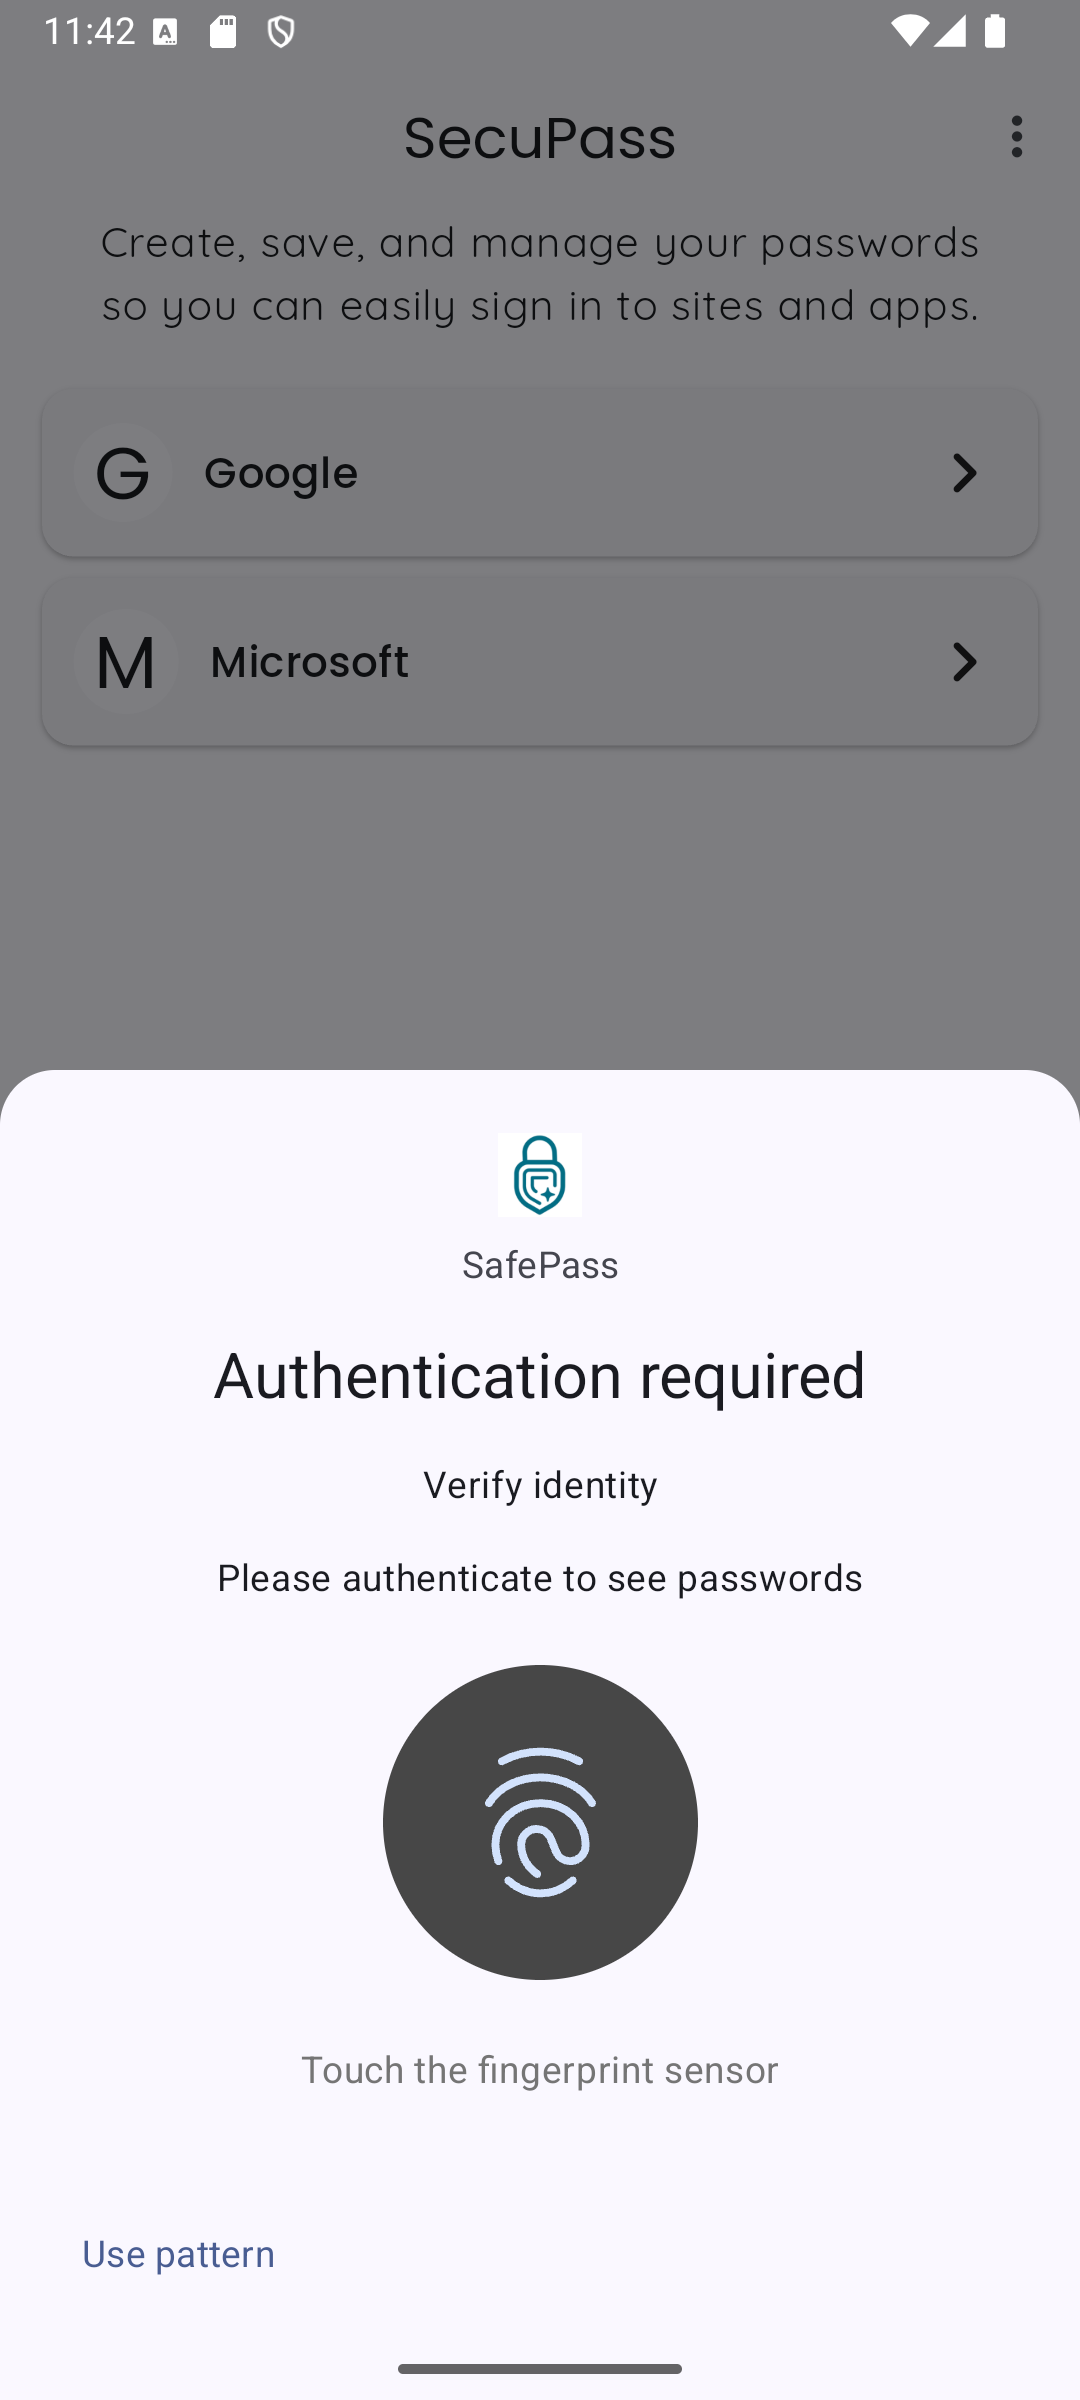 11:42
SecuPass
Create, save, and manage your passwords
so you can easily sign in to sites and apps.
G Google
M Microsoft
SafePass
Authentication required
Verify identity
Please authenticate to see passwords
Touch the fingerprint sensor
Use pattern